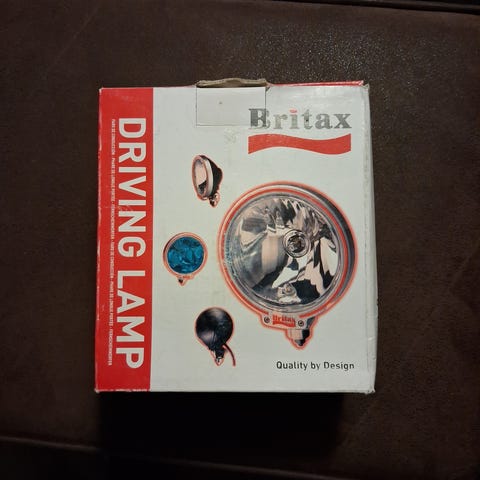 Britax
DRIVING LAMP
Britax
Quality by Design